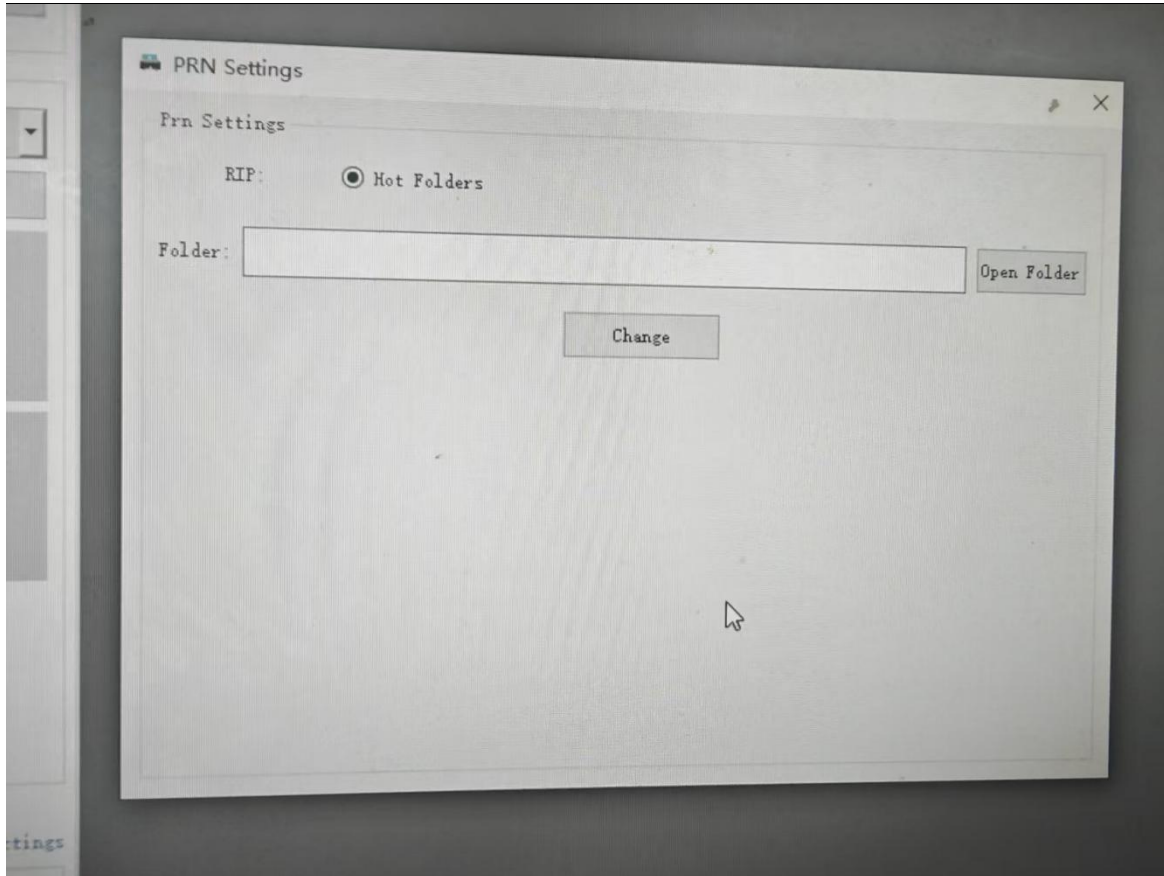 PRN Settings
Prn Settings
RIP:
Hot Folders
Folder:
Open Folder
Change
ttings